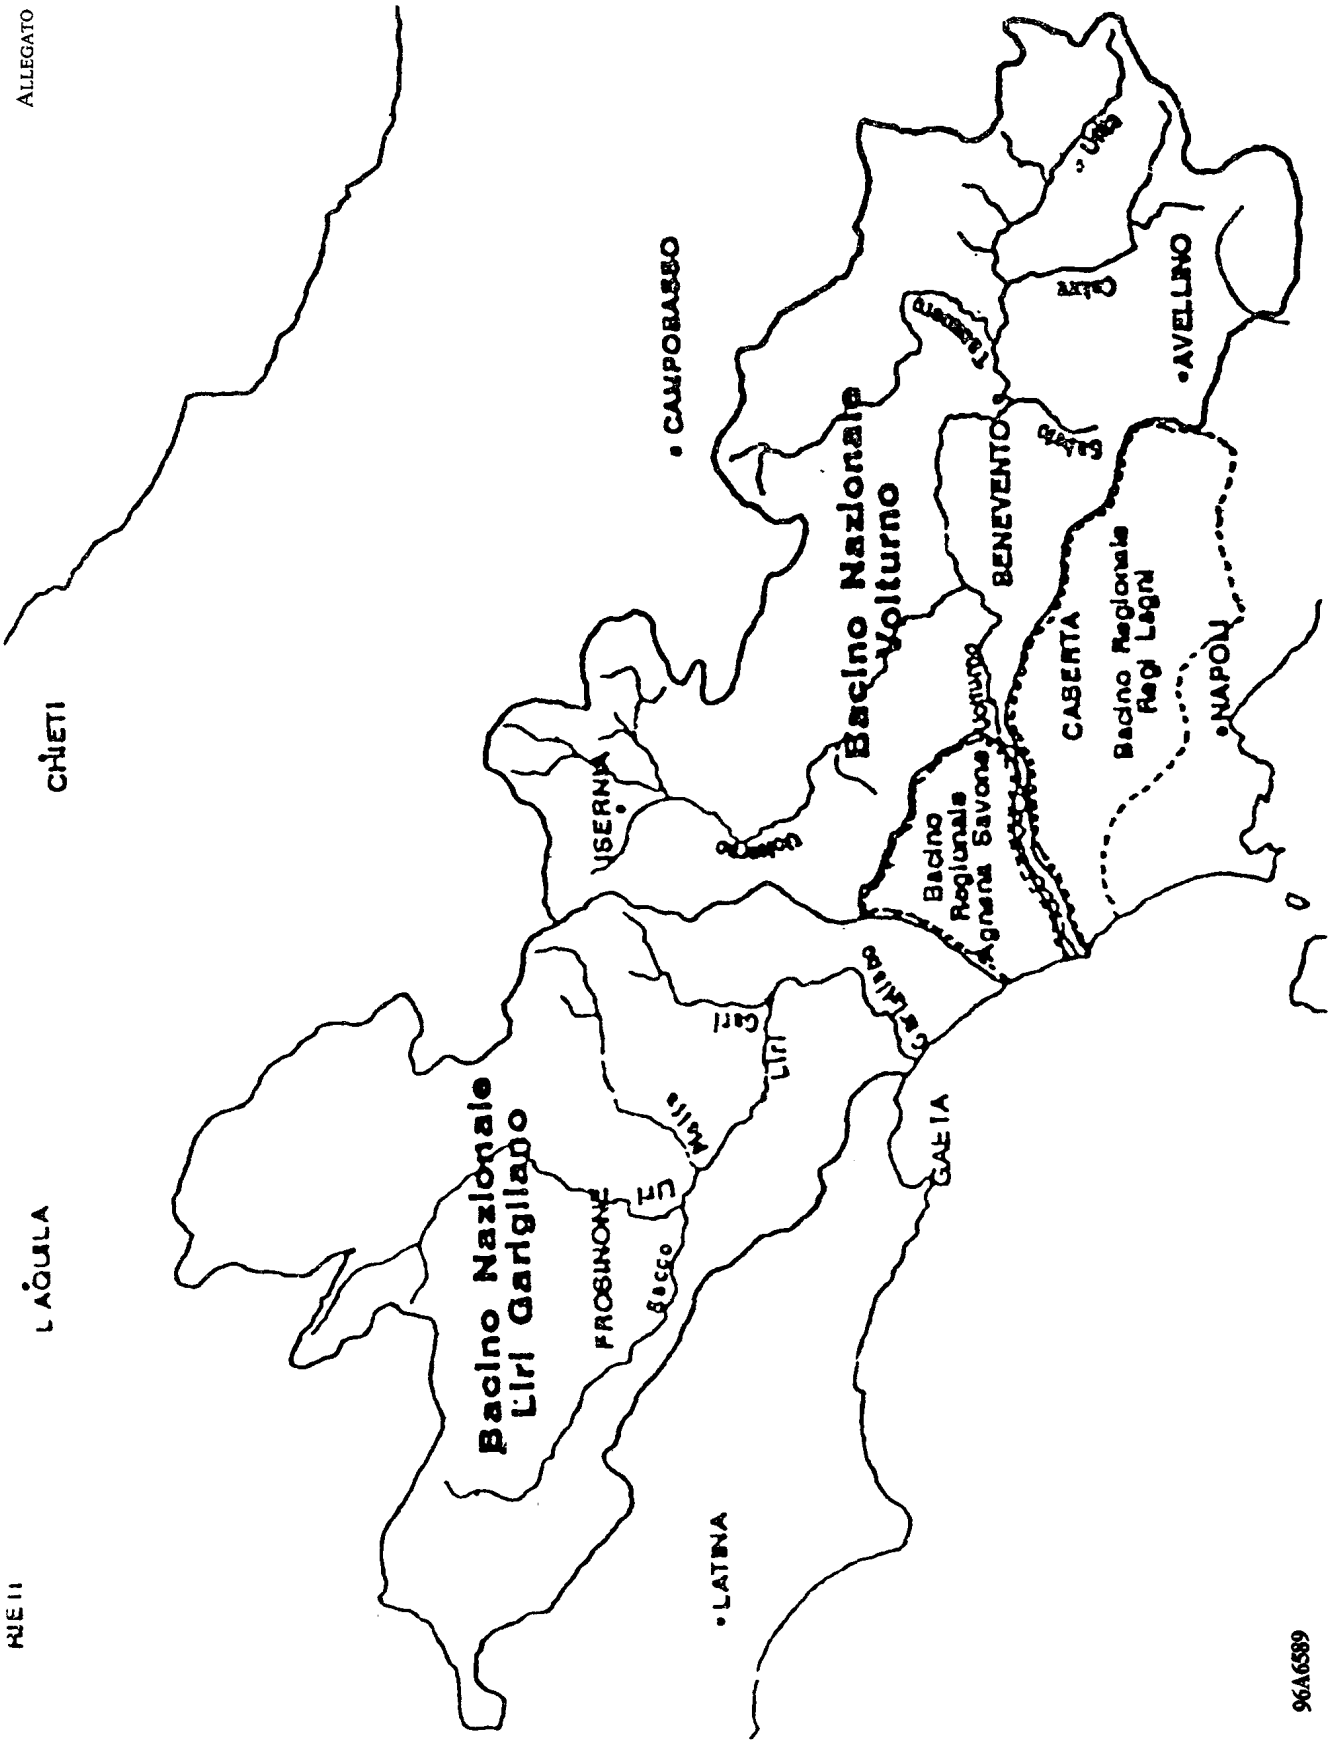 ALLEGATO
RIETI
L'AQUILA
CHIETI
CAMPOBASSO
ISERNIA
Bacino Nazionale
Liri Garigliano
FROSINONE
Sacco
Liri
Melfa
Gari
Liri
Garigliano
GAETA
LATINA
Volturno
Bacino Nazionale
Volturno
Tammaro
Ufita
Calore
Sabato
BENEVENTO
AVELLINO
Volturno
Bacino
Regionale
Agnena Savone
CASERTA
Bacino Regionale
Regi Lagni
NAPOLI
96A6589